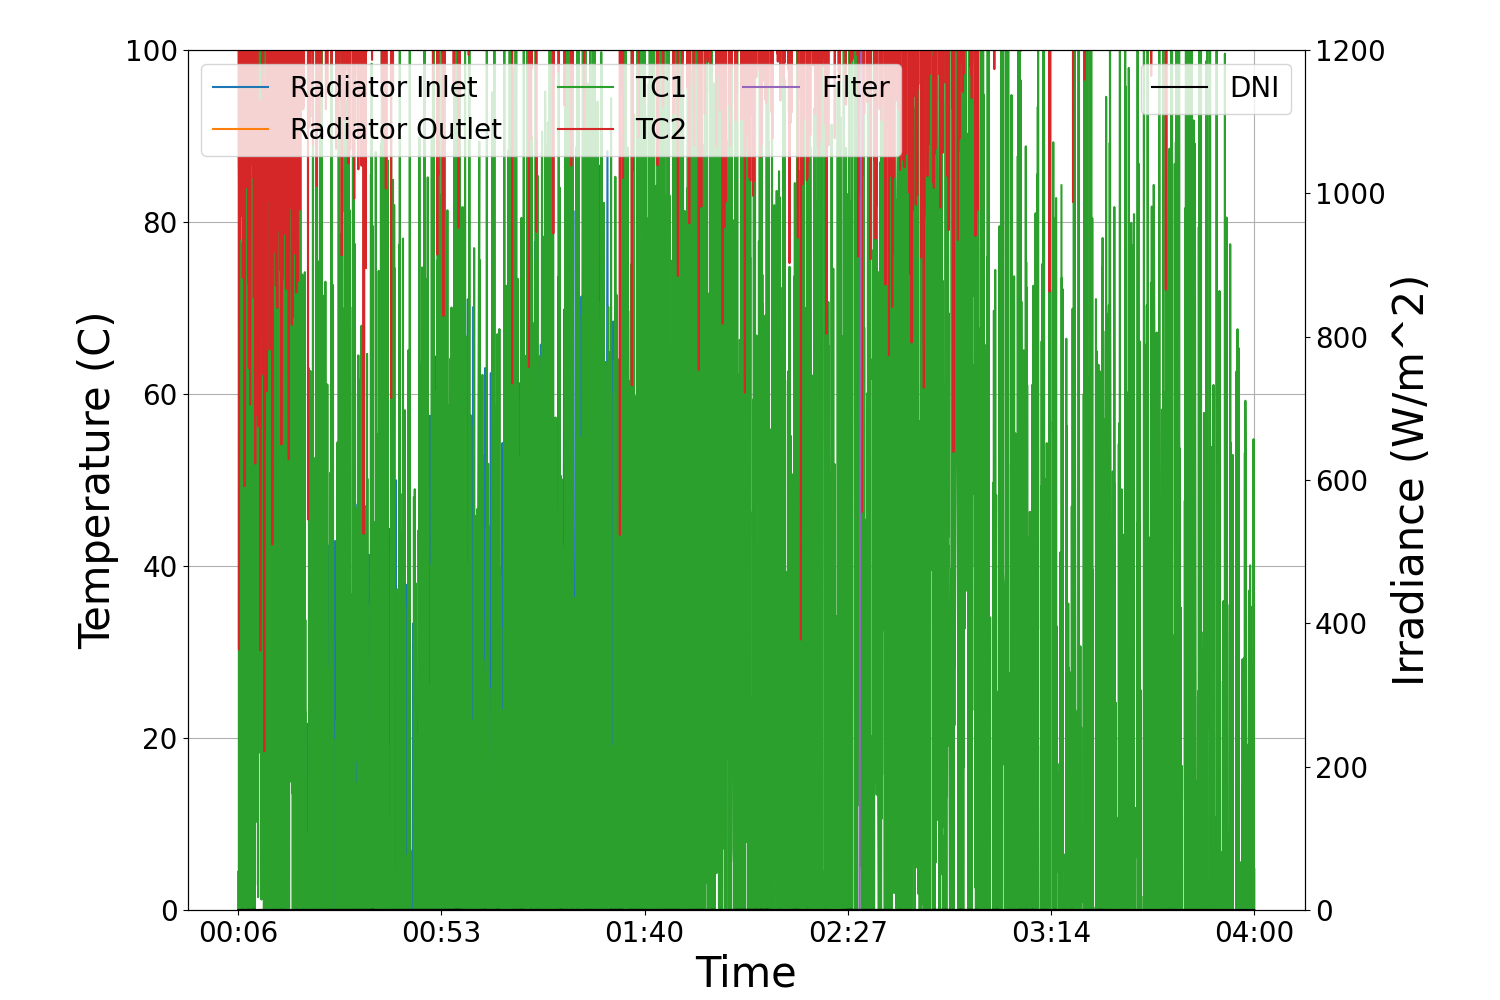 100
80
60
40
20
0
Temperature (C)
Radiator Inlet
Radiator Outlet
TC1
TC2
Filter
DNI
1200
1000
800
600
400
200
0
Irradiance (W/m^2)
00:06
00:53
01:40
02:27
03:14
04:00
Time